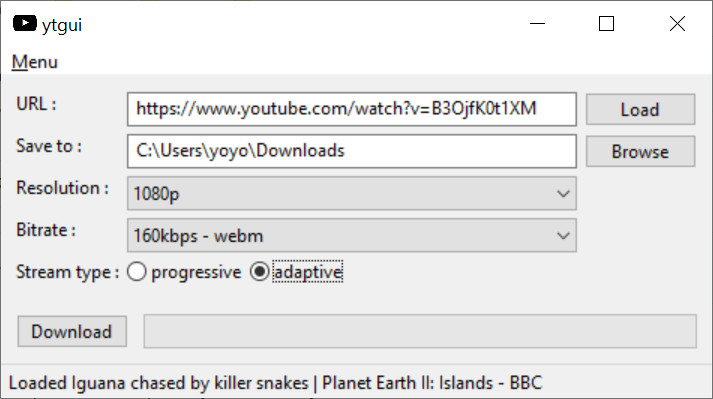 ytgui
Menu
URL : https://www.youtube.com/watch?v=B3OjfK0t1XM Load
Save to : C:\Users\yoyo\Downloads Browse
Resolution : 1080p
Bitrate : 160kbps - webm
Stream type : progressive adaptive
Download
Loaded Iguana chased by killer snakes | Planet Earth II: Islands - BBC